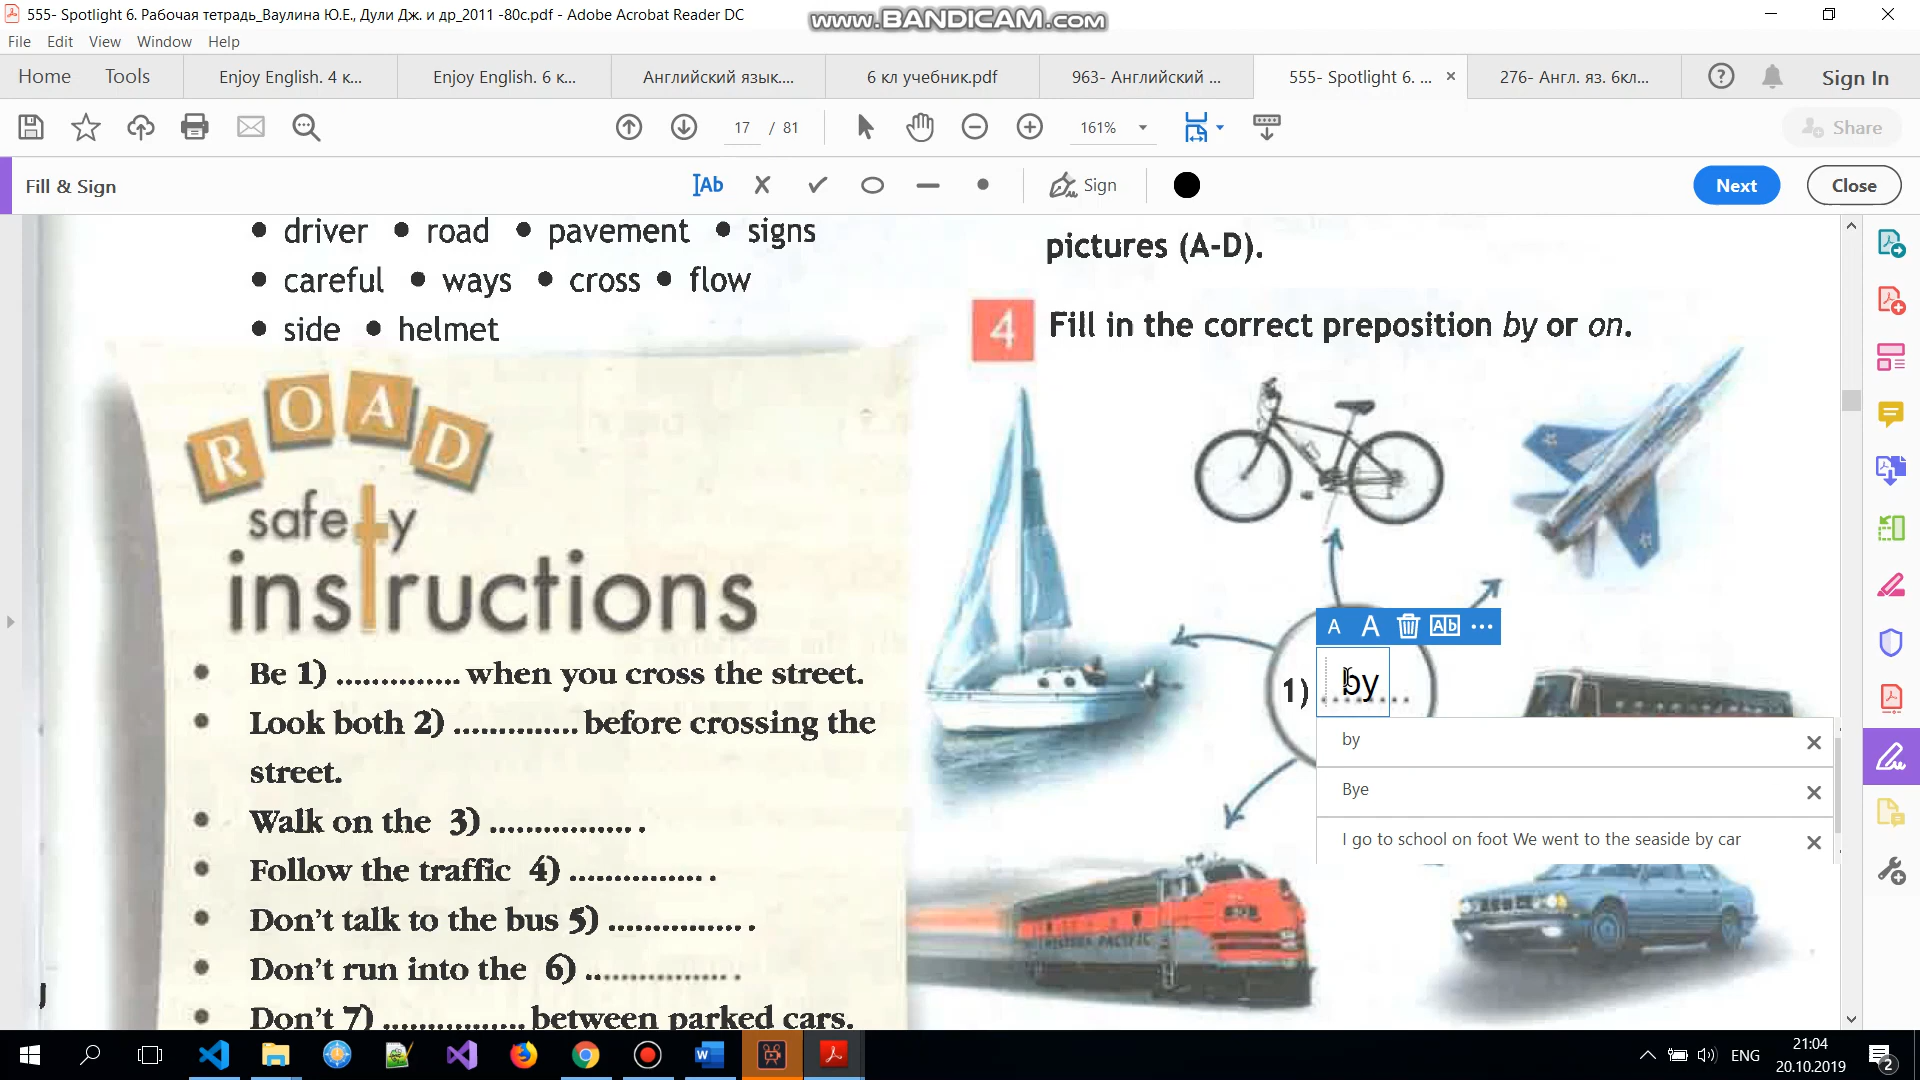 555- Spotlight 6. Рабочая тетрадь_Ваулина Ю.Е., Дули Дж. и др_2011 -80с.pdf - Adobe Acrobat Reader DC
www.BANDICAM.com
File Edit View Window Help
Home Tools Enjoy English. 4 к... Enjoy English. 6 к... Английский язык.... 6 кл учебник.pdf 963- Английский ... 555- Spotlight 6. ... 276- Англ. яз. 6кл... Sign In
17 / 81 161% Share
Fill & Sign Ab Sign Next Close
• driver • road • pavement • signs
• careful • ways • cross • flow
• side • helmet
ROAD
safety
instructions
• Be 1) .............. when you cross the street.
• Look both 2) .............. before crossing the
street.
• Walk on the 3) ................ .
• Follow the traffic 4) ............... .
• Don't talk to the bus 5) ............... .
• Don't run into the 6) ................ .
• Don't 7) ................ between parked cars.
pictures (A-D).
4 Fill in the correct preposition by or on.
A A Ab ...
1) by
by
Bye
I go to school on foot We went to the seaside by car
WESTERN PACIFIC
ENG
21:04
20.10.2019
2